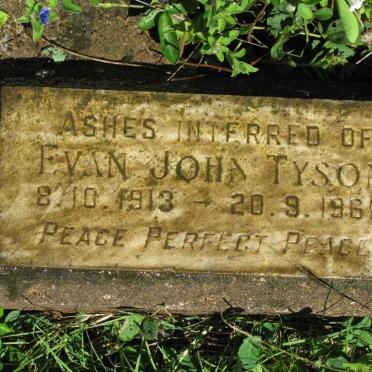 ASHES INTERRED OF
EVAN JOHN TYSON
8.10.1913 - 20.9.196
PEACE PERFECT PEACE